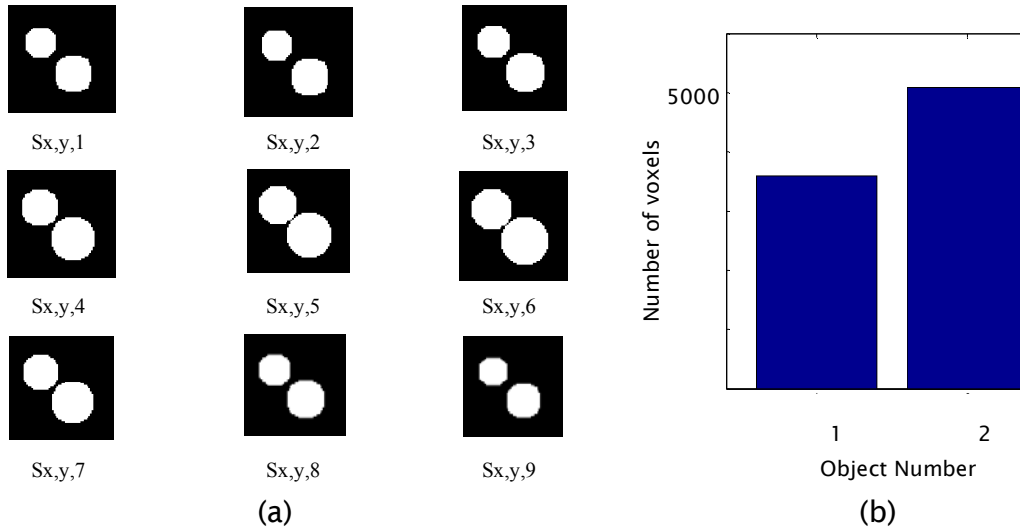 Sx,y,1
Sx,y,2
Sx,y,3
Sx,y,4
Sx,y,5
Sx,y,6
Sx,y,7
Sx,y,8
Sx,y,9
(a)
5000
Number of voxels
1
2
Object Number
(b)